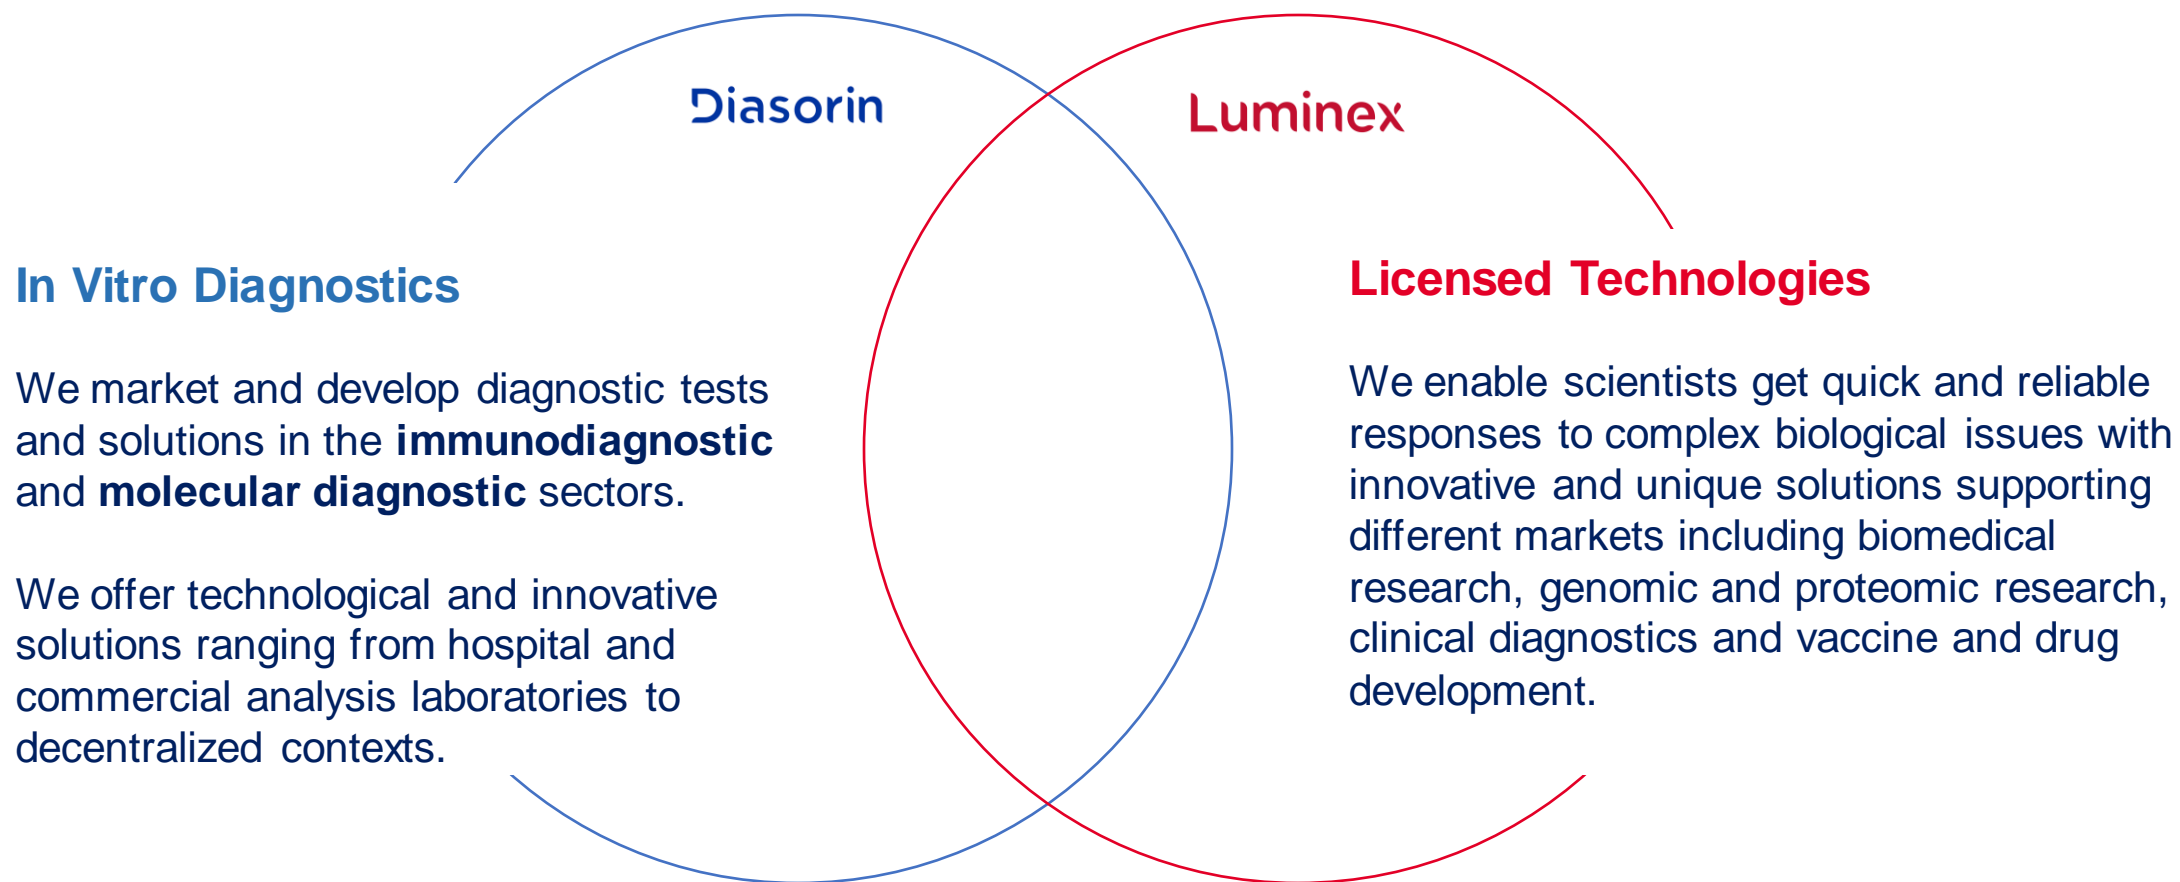 Diasorin
Luminex
In Vitro Diagnostics
We market and develop diagnostic tests
and solutions in the immunodiagnostic
and molecular diagnostic sectors.
We offer technological and innovative
solutions ranging from hospital and
commercial analysis laboratories to
decentralized contexts.
Licensed Technologies
We enable scientists get quick and reliable
responses to complex biological issues with
innovative and unique solutions supporting
different markets including biomedical
research, genomic and proteomic research,
clinical diagnostics and vaccine and drug
development.